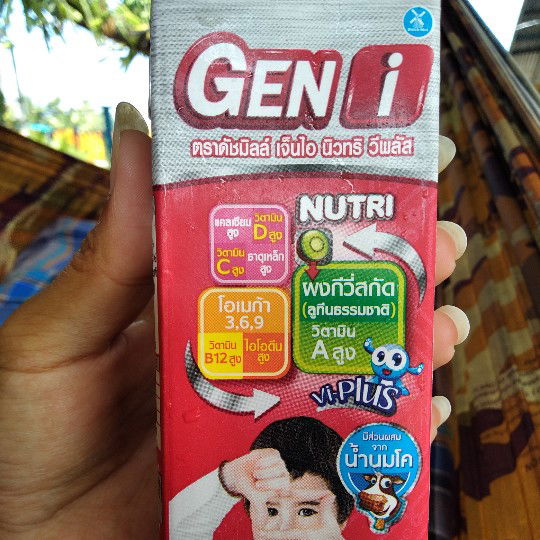 GEN i
ตราดัชมิลล์ เจ็นไอ นิวทริ วีพลัส
NUTRI
แคลเซียม
สูง
วิตามิน
D สูง
วิตามิน
C สูง
ธาตุเหล็ก
สูง
ผงกีวี่สกัด
(ลูทีนธรรมชาติ)
วิตามิน
A สูง
โอเมก้า
3,6,9
วิตามิน
B12 สูง
ไอโอดีน
สูง
Vi-Plus
มีส่วนผสม
จาก
น้ำนมโค